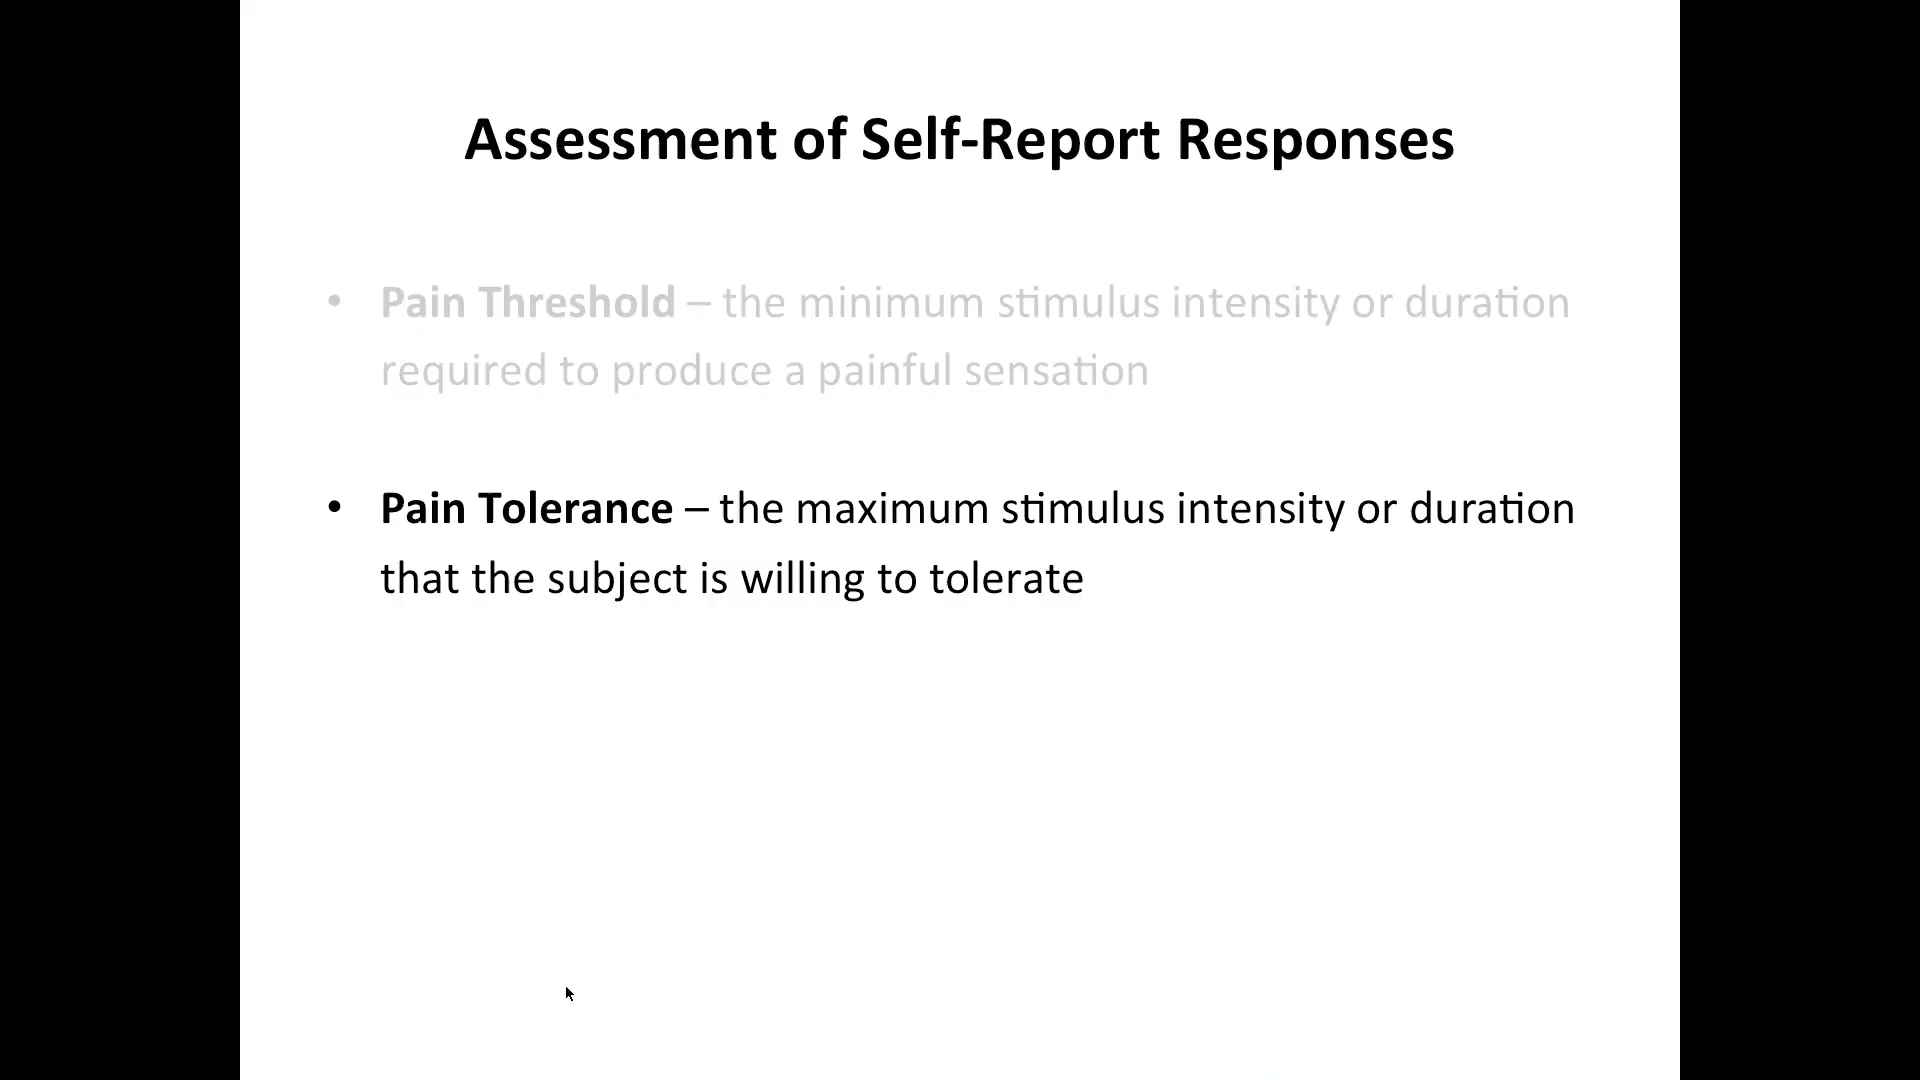 Assessment of Self-Report Responses
• Pain Threshold – the minimum stimulus intensity or duration
required to produce a painful sensation
• Pain Tolerance – the maximum stimulus intensity or duration
that the subject is willing to tolerate